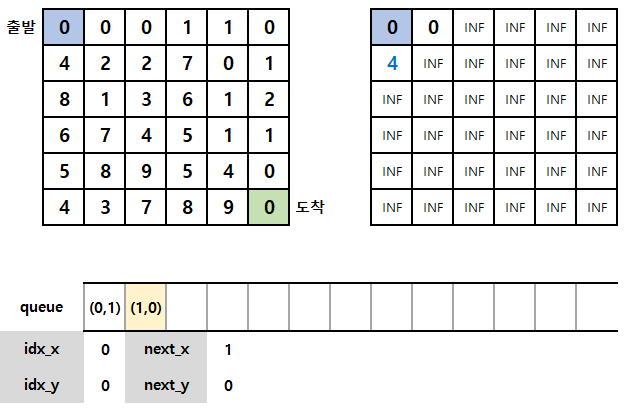 출발 0 0 0 1 1 0 0 0 INF INF INF INF
4 2 2 7 0 1 4 INF INF INF INF INF
8 1 3 6 1 2 INF INF INF INF INF INF
6 7 4 5 1 1 INF INF INF INF INF INF
5 8 9 5 4 0 INF INF INF INF INF INF
4 3 7 8 9 0 도착 INF INF INF INF INF INF
queue (0,1) (1,0)
idx_x 0 next_x 1
idx_y 0 next_y 0